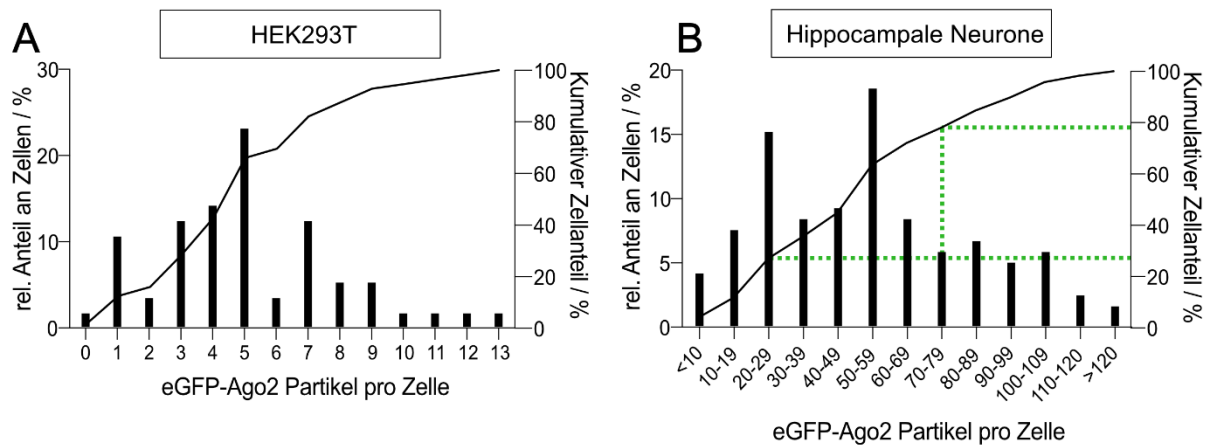 A
HEK293T
rel. Anteil an Zellen / %
30
20
10
0
100
80
60
40
20
0
Kumulativer Zellanteil / %
0 1 2 3 4 5 6 7 8 9 10 11 12 13
eGFP-Ago2 Partikel pro Zelle
B
Hippocampale Neurone
rel. Anteil an Zellen / %
20
15
10
5
0
100
80
60
40
20
0
Kumulativer Zellanteil / %
<10 10-19 20-29 30-39 40-49 50-59 60-69 70-79 80-89 90-99 100-109 110-120 >120
eGFP-Ago2 Partikel pro Zelle